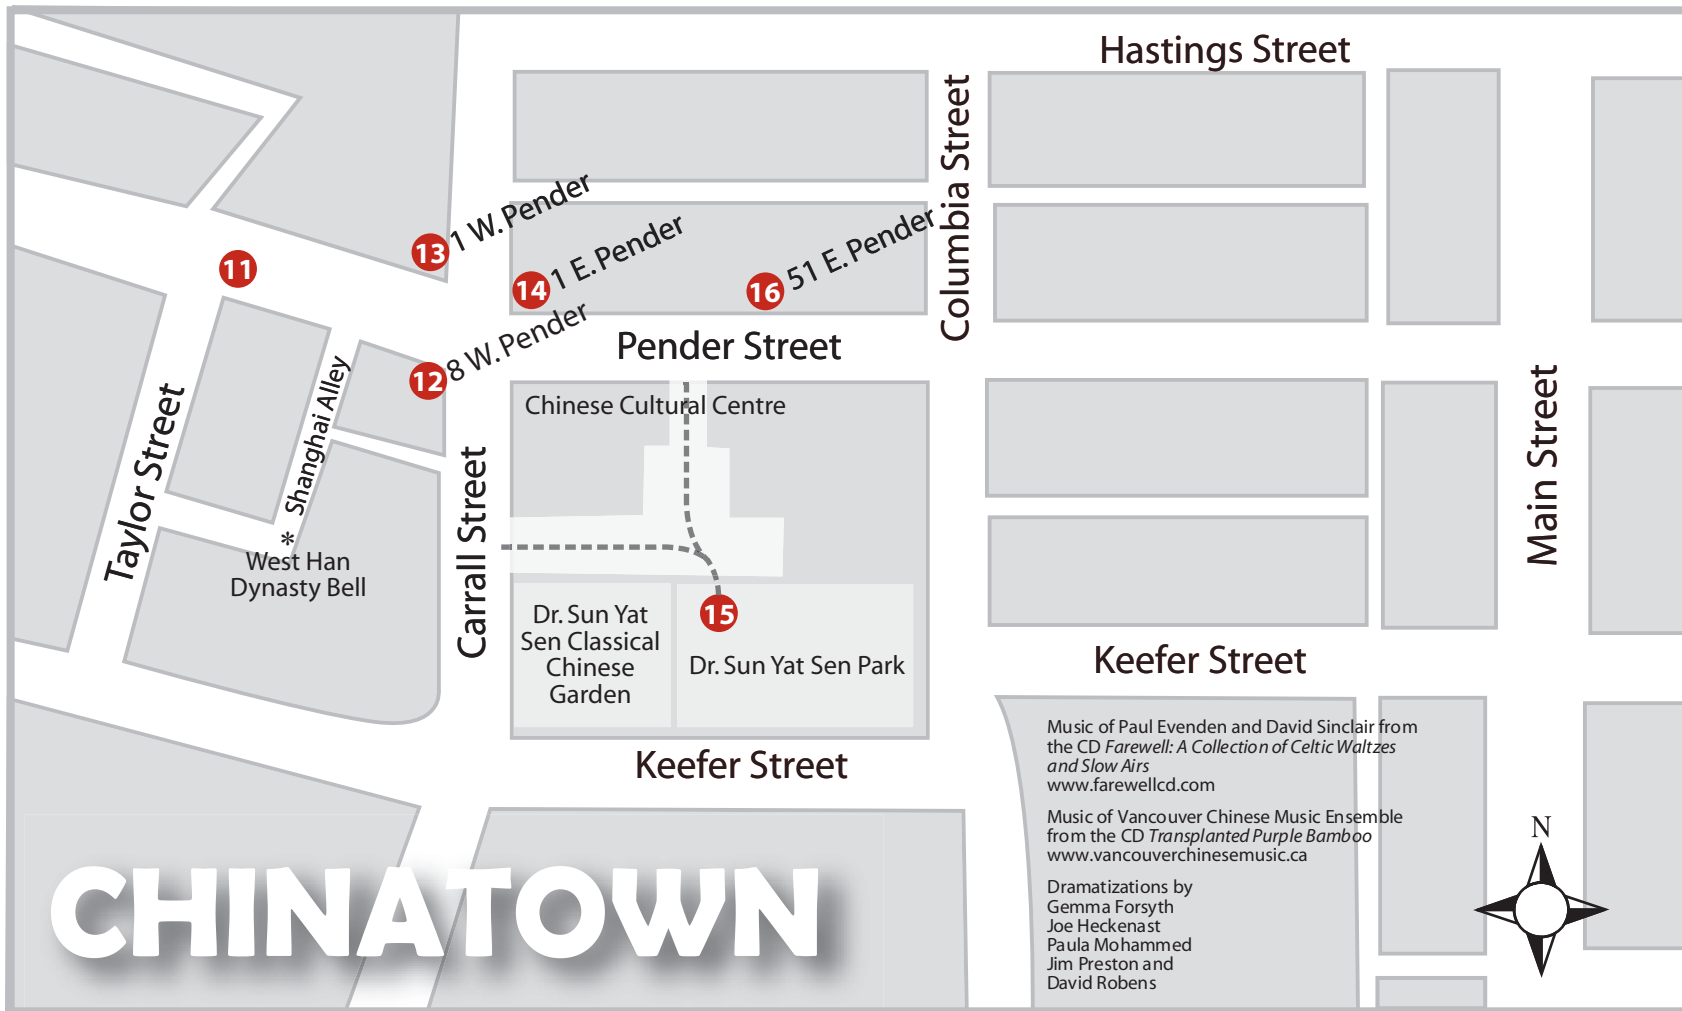 Hastings Street
Columbia Street
13 1 W. Pender
14 1 E. Pender
16 51 E. Pender
11
12 8 W. Pender
Pender Street
Chinese Cultural Centre
Shanghai Alley
Taylor Street
Carrall Street
Main Street
*
West Han
Dynasty Bell
15
Dr. Sun Yat
Sen Classical
Chinese
Garden
Dr. Sun Yat Sen Park
Keefer Street
Keefer Street
Music of Paul Evenden and David Sinclair from
the CD Farewell: A Collection of Celtic Waltzes
and Slow Airs
www.farewellcd.com
Music of Vancouver Chinese Music Ensemble
from the CD Transplanted Purple Bamboo
www.vancouverchinesemusic.ca
Dramatizations by
Gemma Forsyth
Joe Heckenast
Paula Mohammed
Jim Preston and
David Robens
N
CHINATOWN